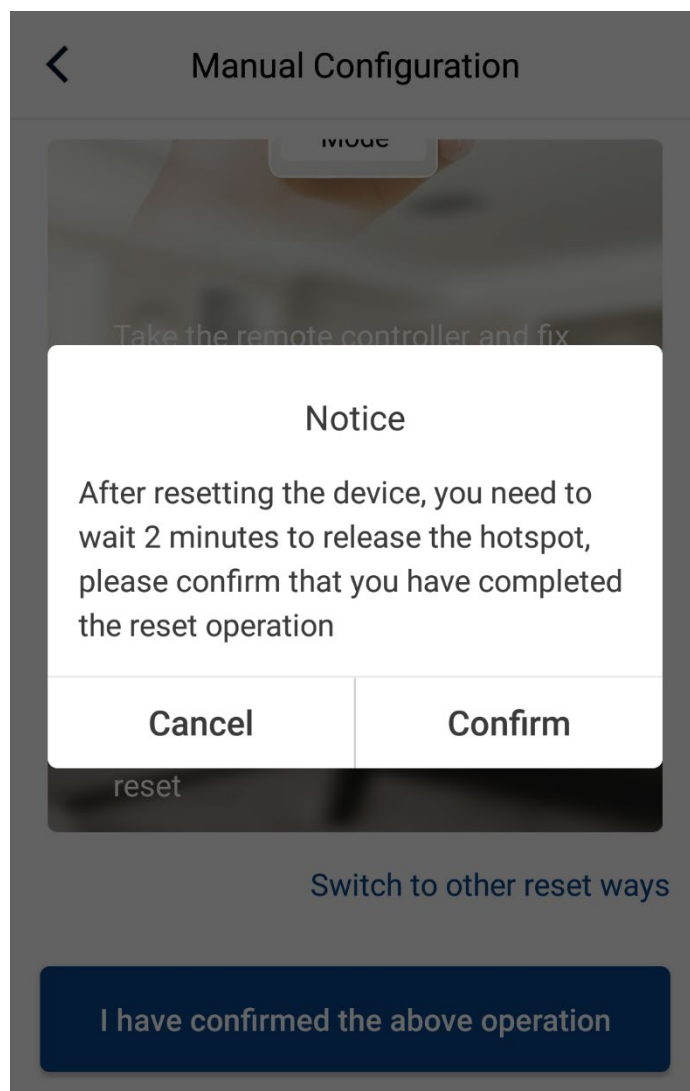 Manual Configuration
Mode
Take the remote controller and fix
Notice
After resetting the device, you need to
wait 2 minutes to release the hotspot,
please confirm that you have completed
the reset operation
Cancel
Confirm
reset
Switch to other reset ways
I have confirmed the above operation